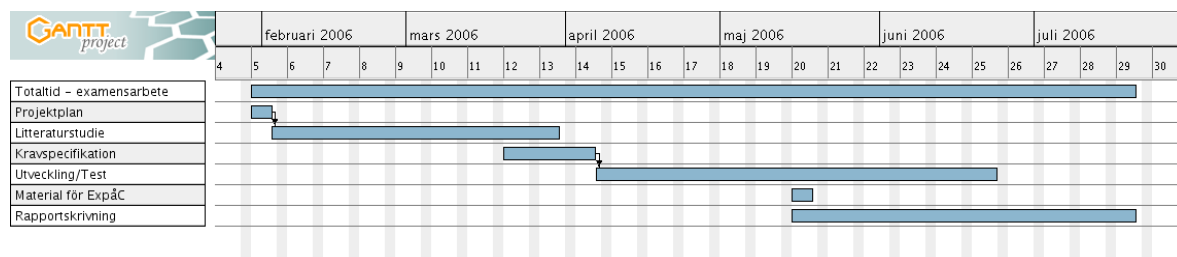 GANTT
project
februari 2006 mars 2006 april 2006 maj 2006 juni 2006 juli 2006
4 5 6 7 8 9 10 11 12 13 14 15 16 17 18 19 20 21 22 23 24 25 26 27 28 29 30
Totaltid - examensarbete
Projektplan
Litteraturstudie
Kravspecifikation
Utveckling/Test
Material för ExpåC
Rapportskrivning